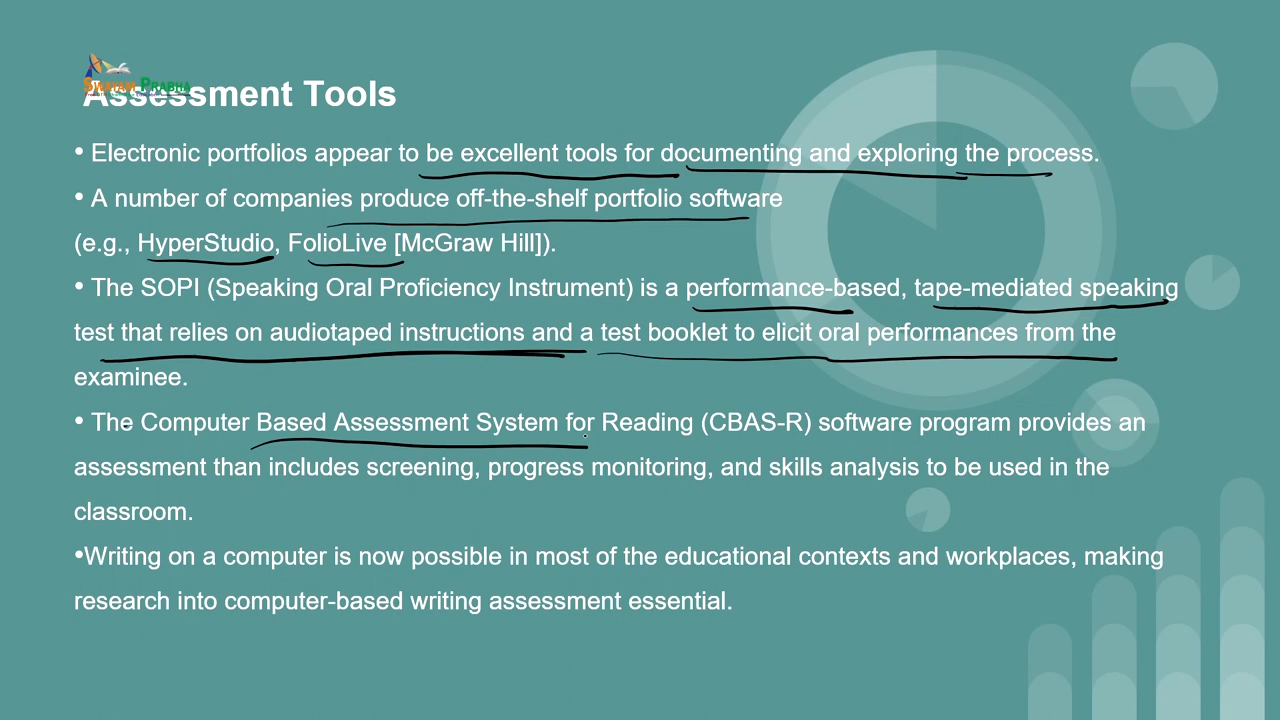 SWAYAM PRABHA
Assessment Tools
• Electronic portfolios appear to be excellent tools for documenting and exploring the process.
• A number of companies produce off-the-shelf portfolio software
(e.g., HyperStudio, FolioLive [McGraw Hill]).
• The SOPI (Speaking Oral Proficiency Instrument) is a performance-based, tape-mediated speaking
test that relies on audiotaped instructions and a test booklet to elicit oral performances from the
examinee.
• The Computer Based Assessment System for Reading (CBAS-R) software program provides an
assessment than includes screening, progress monitoring, and skills analysis to be used in the
classroom.
•Writing on a computer is now possible in most of the educational contexts and workplaces, making
research into computer-based writing assessment essential.